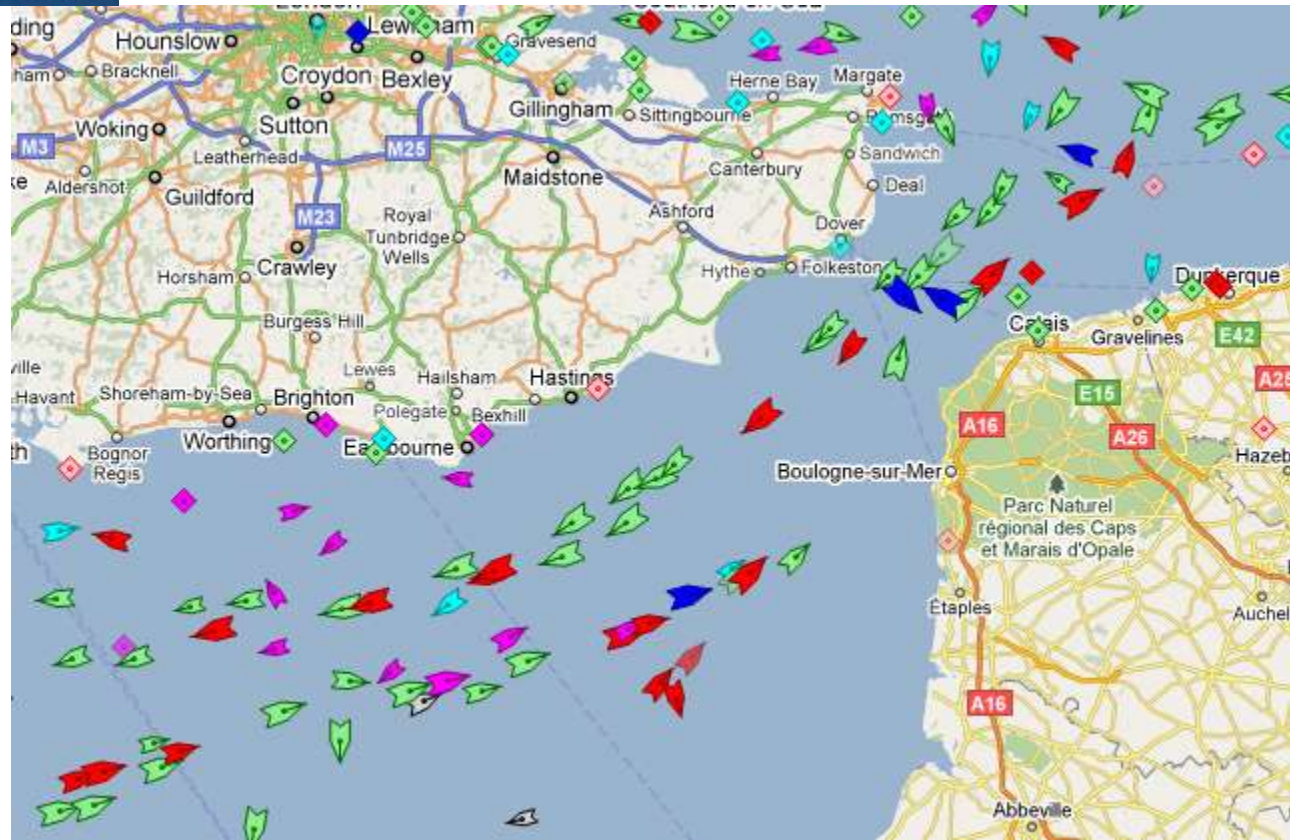 London
Hounslow
Lewisham
Gravesend
Bracknell
Croydon
Bexley
Herne Bay
Margate
Gillingham
Sittingbourne
Woking
Sutton
M3
Leatherhead
M25
Canterbury
Sandwich
Aldershot
Guildford
Maidstone
Deal
M23
Royal
Tunbridge
Wells
Ashford
Dover
Crawley
Horsham
Hythe
Folkeston
Dunkerque
Burgess Hill
Calais
Gravelines
E42
Lewes
Hailsham
Hastings
E15
Havant
Shoreham-by-Sea
Brighton
Polegate
Bexhill
A16
A26
Worthing
Eastbourne
Bognor
Regis
Boulogne-sur-Mer
Parc Naturel
régional des Caps
et Marais d'Opale
Étaples
A16
Abbeville